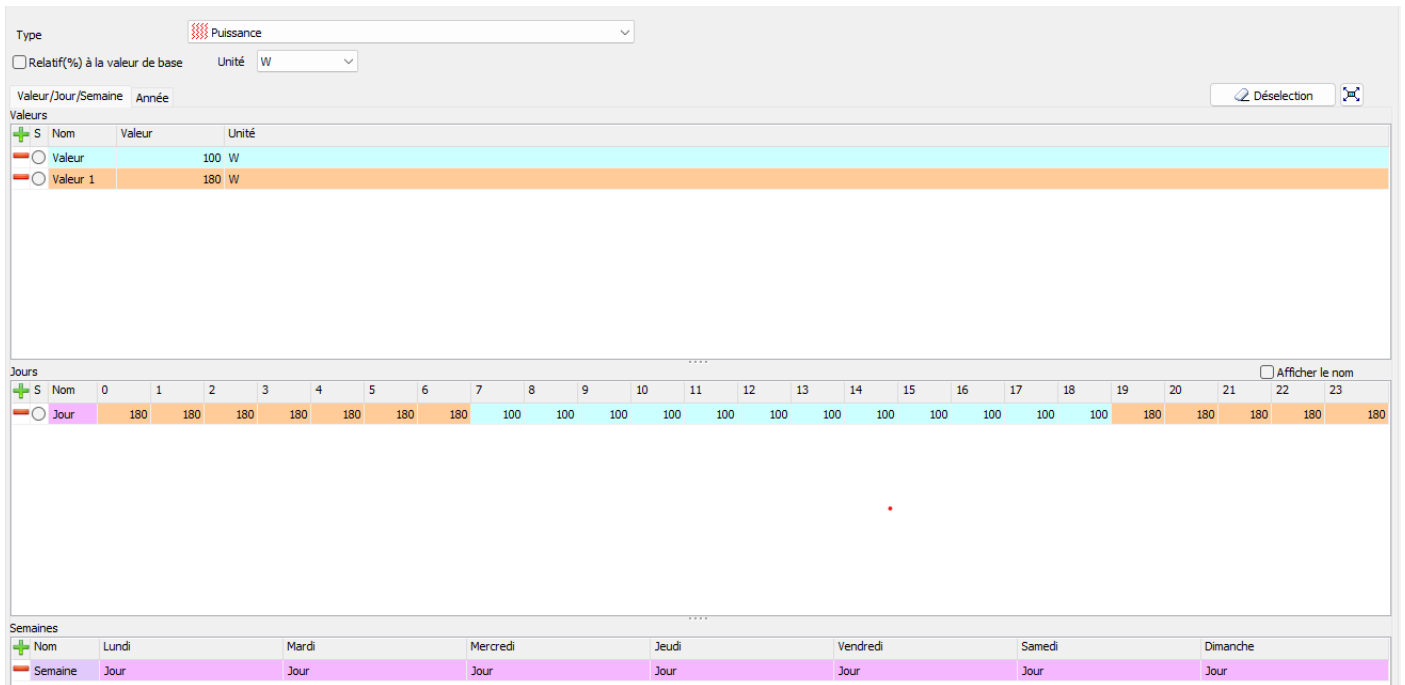 Type Puissance
Relatif(%) à la valeur de base Unité W
Valeur/Jour/Semaine Année Déselection
Valeurs
S Nom Valeur Unité
Valeur 100 W
Valeur 1 180 W
Jours Afficher le nom
S Nom 0 1 2 3 4 5 6 7 8 9 10 11 12 13 14 15 16 17 18 19 20 21 22 23
Jour 180 180 180 180 180 180 180 100 100 100 100 100 100 100 100 100 100 100 100 180 180 180 180 180
Semaines
Nom Lundi Mardi Mercredi Jeudi Vendredi Samedi Dimanche
Semaine Jour Jour Jour Jour Jour Jour Jour